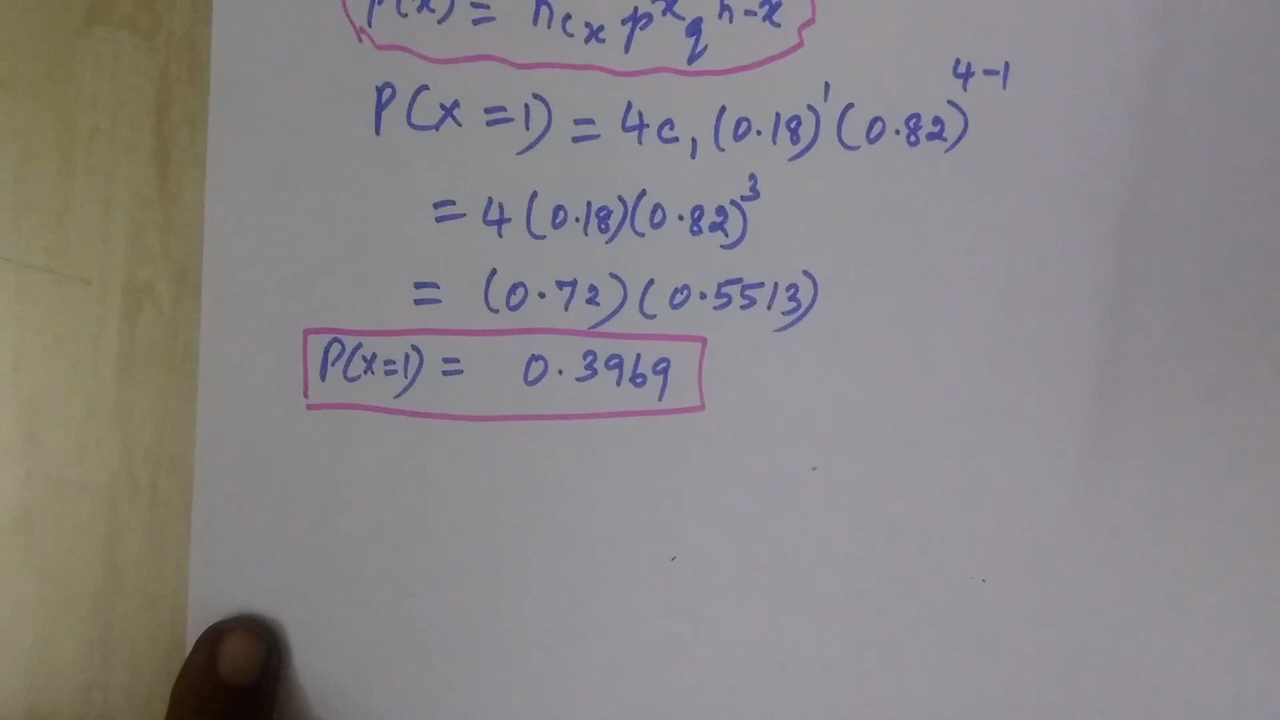 P(x) = ncx p^x q^n-x
P(x=1) = 4c1 (0.18)^1 (0.82)^4-1
= 4(0.18)(0.82)^3
= (0.72)(0.5513)
P(x=1) = 0.3969